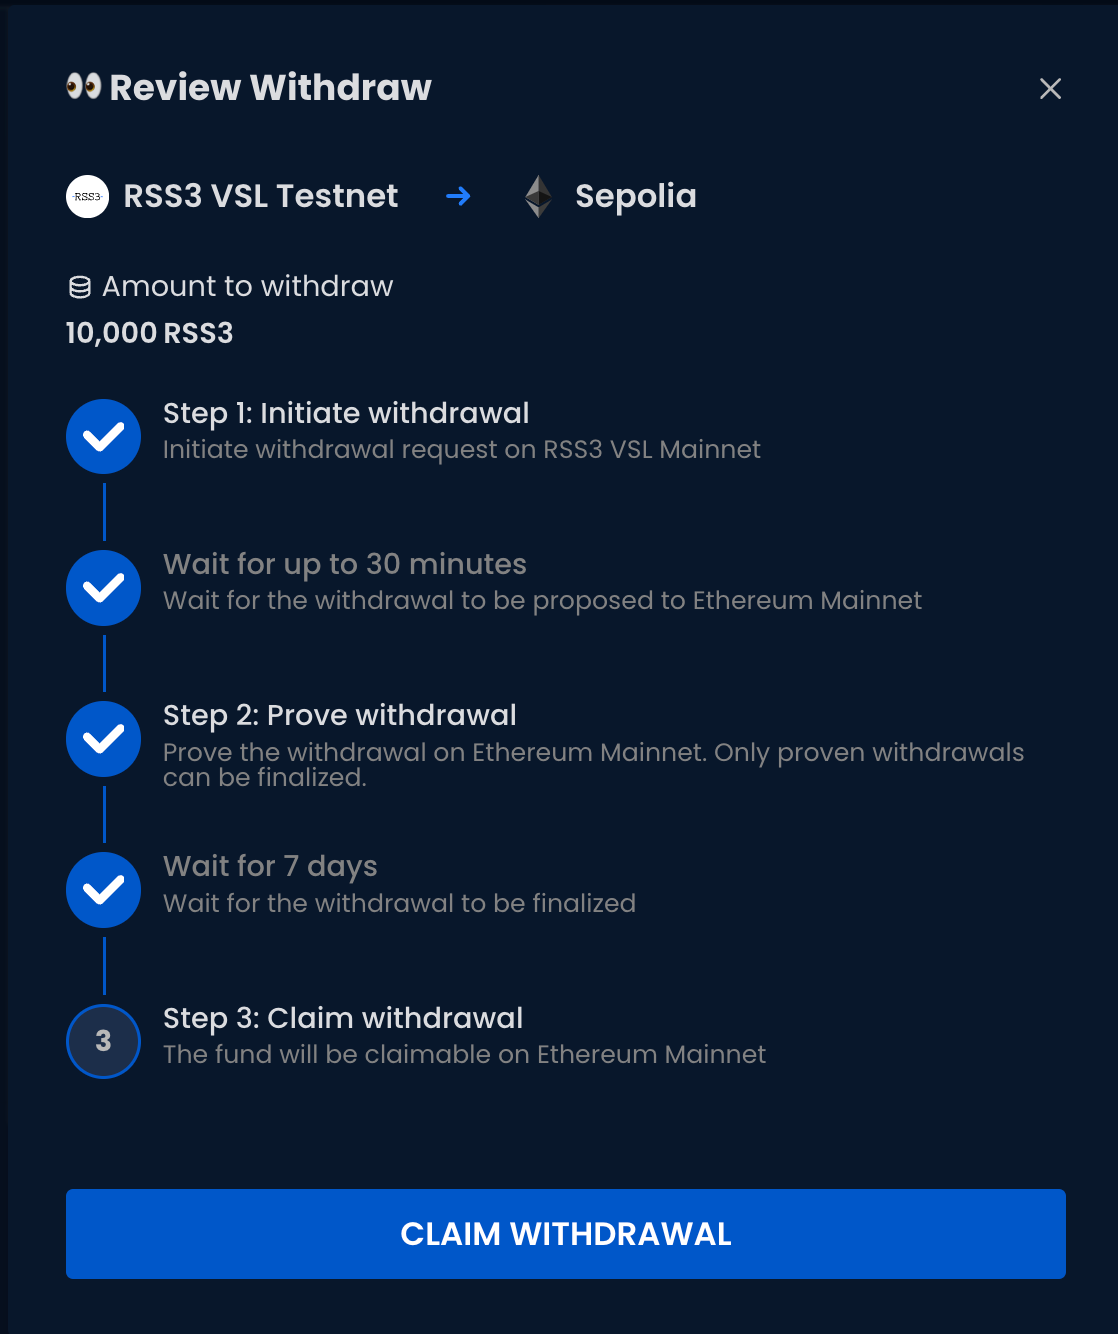 👀 Review Withdraw
RSS3 RSS3 VSL Testnet → Sepolia
Amount to withdraw
10,000 RSS3
Step 1: Initiate withdrawal
Initiate withdrawal request on RSS3 VSL Mainnet
Wait for up to 30 minutes
Wait for the withdrawal to be proposed to Ethereum Mainnet
Step 2: Prove withdrawal
Prove the withdrawal on Ethereum Mainnet. Only proven withdrawals
can be finalized.
Wait for 7 days
Wait for the withdrawal to be finalized
3 Step 3: Claim withdrawal
The fund will be claimable on Ethereum Mainnet
CLAIM WITHDRAWAL